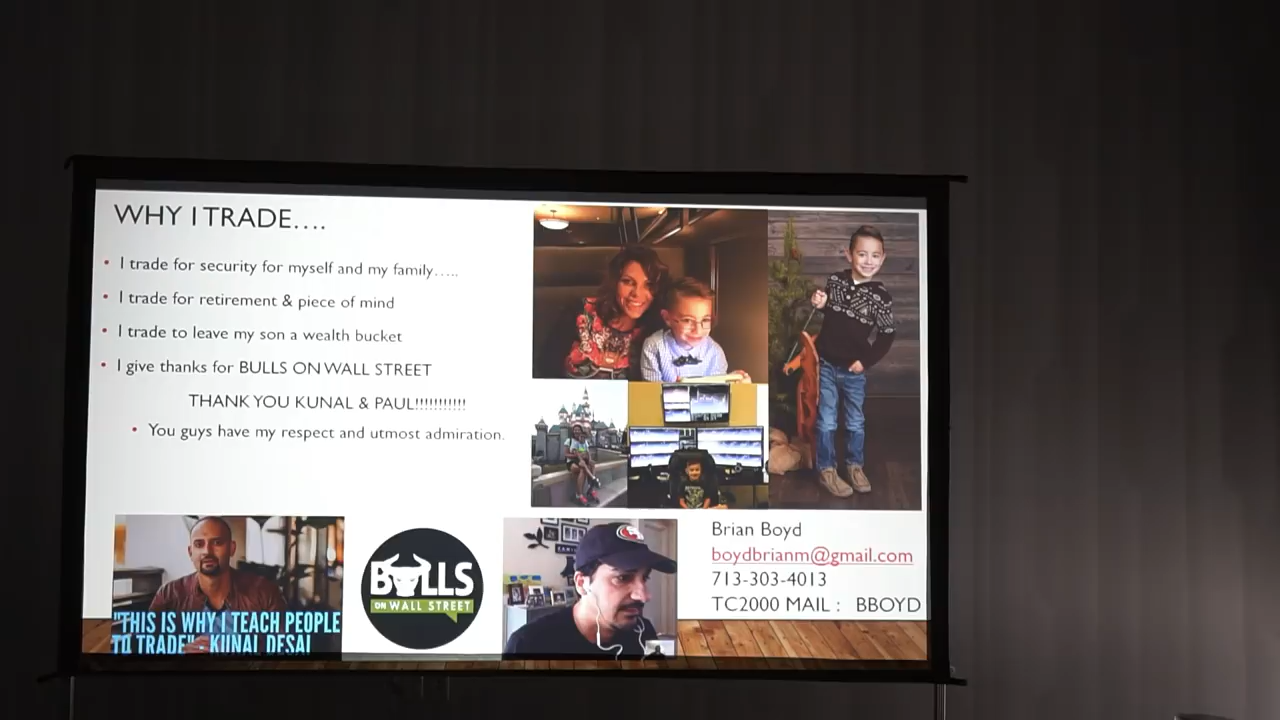 WHY I TRADE....
• I trade for security for myself and my family.....
• I trade for retirement & piece of mind
• I trade to leave my son a wealth bucket
• I give thanks for BULLS ON WALL STREET
THANK YOU KUNAL & PAUL!!!!!!!!!!!
• You guys have my respect and utmost admiration.
"THIS IS WHY I TEACH PEOPLE
TO TRADE" - KUNAL DESAI
BULLS
ON WALL STREET
Brian Boyd
boydbrianm@gmail.com
713-303-4013
TC2000 MAIL : BBOYD